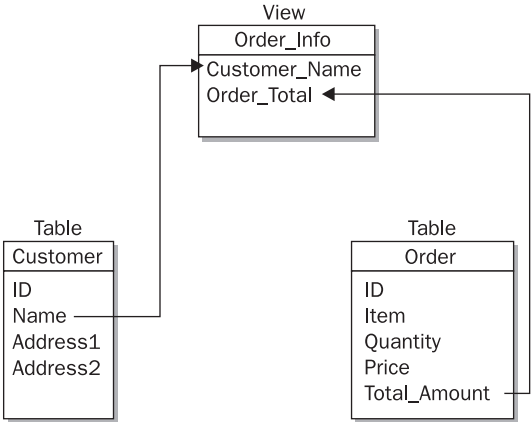 View
Order_Info
Customer_Name
Order_Total
Table
Customer
ID
Name
Address1
Address2
Table
Order
ID
Item
Quantity
Price
Total_Amount